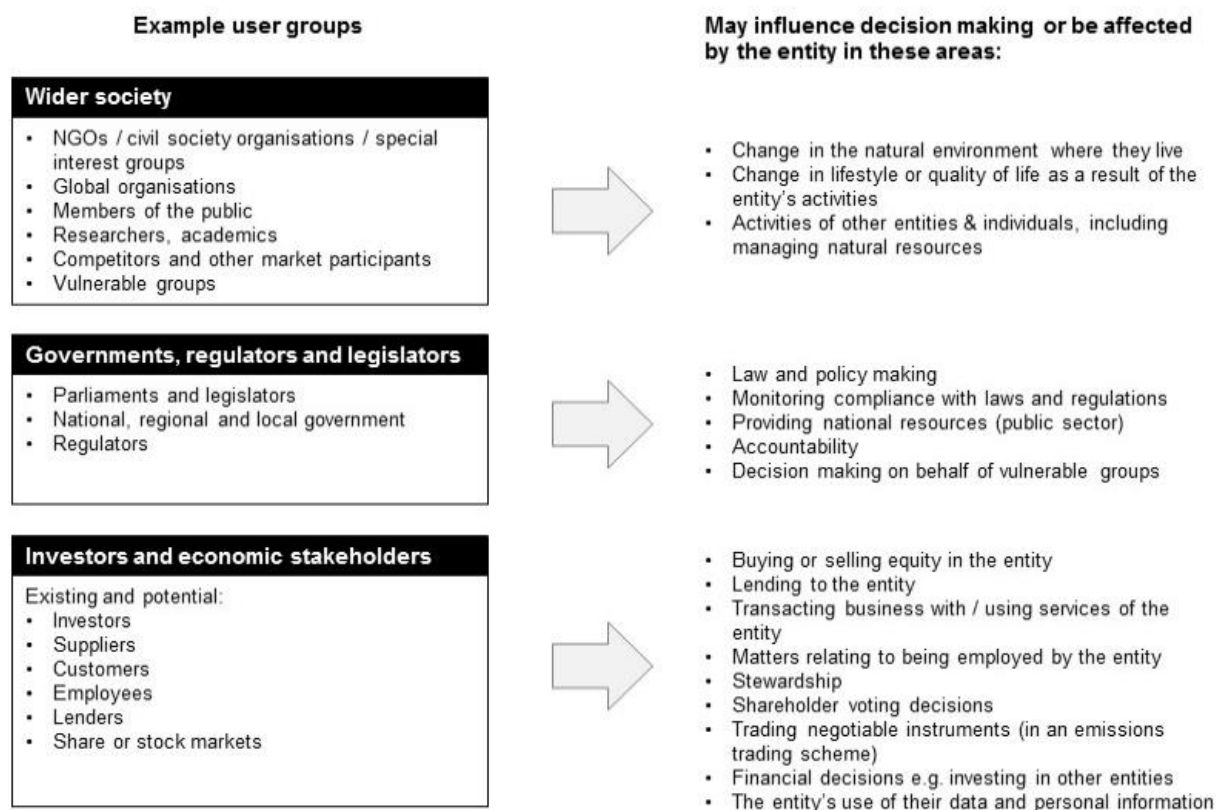 Example user groups
May influence decision making or be affected
by the entity in these areas:
Wider society
• NGOs / civil society organisations / special
interest groups
• Global organisations
• Members of the public
• Researchers, academics
• Competitors and other market participants
• Vulnerable groups
• Change in the natural environment where they live
• Change in lifestyle or quality of life as a result of the
entity's activities
• Activities of other entities & individuals, including
managing natural resources
Governments, regulators and legislators
• Parliaments and legislators
• National, regional and local government
• Regulators
• Law and policy making
• Monitoring compliance with laws and regulations
• Providing national resources (public sector)
• Accountability
• Decision making on behalf of vulnerable groups
Investors and economic stakeholders
Existing and potential:
• Investors
• Suppliers
• Customers
• Employees
• Lenders
• Share or stock markets
• Buying or selling equity in the entity
• Lending to the entity
• Transacting business with / using services of the
entity
• Matters relating to being employed by the entity
• Stewardship
• Shareholder voting decisions
• Trading negotiable instruments (in an emissions
trading scheme)
• Financial decisions e.g. investing in other entities
• The entity's use of their data and personal information